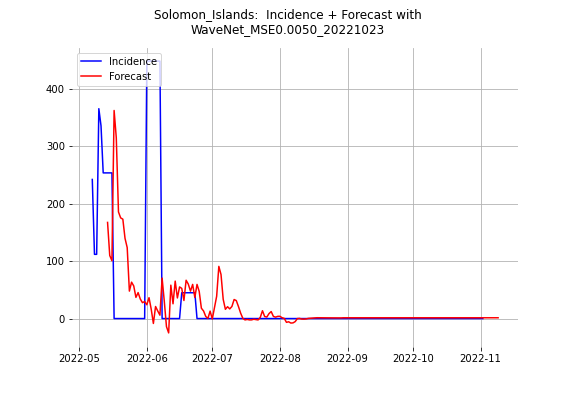 Solomon_Islands:  Incidence + Forecast with
WaveNet_MSE0.0050_20221023
Incidence
Forecast
400
300
200
100
0
2022-05 2022-06 2022-07 2022-08 2022-09 2022-10 2022-11